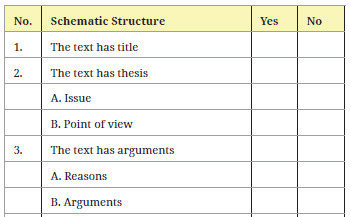 No. Schematic Structure Yes No
1. The text has title
2. The text has thesis
A. Issue
B. Point of view
3. The text has arguments
A. Reasons
B. Arguments